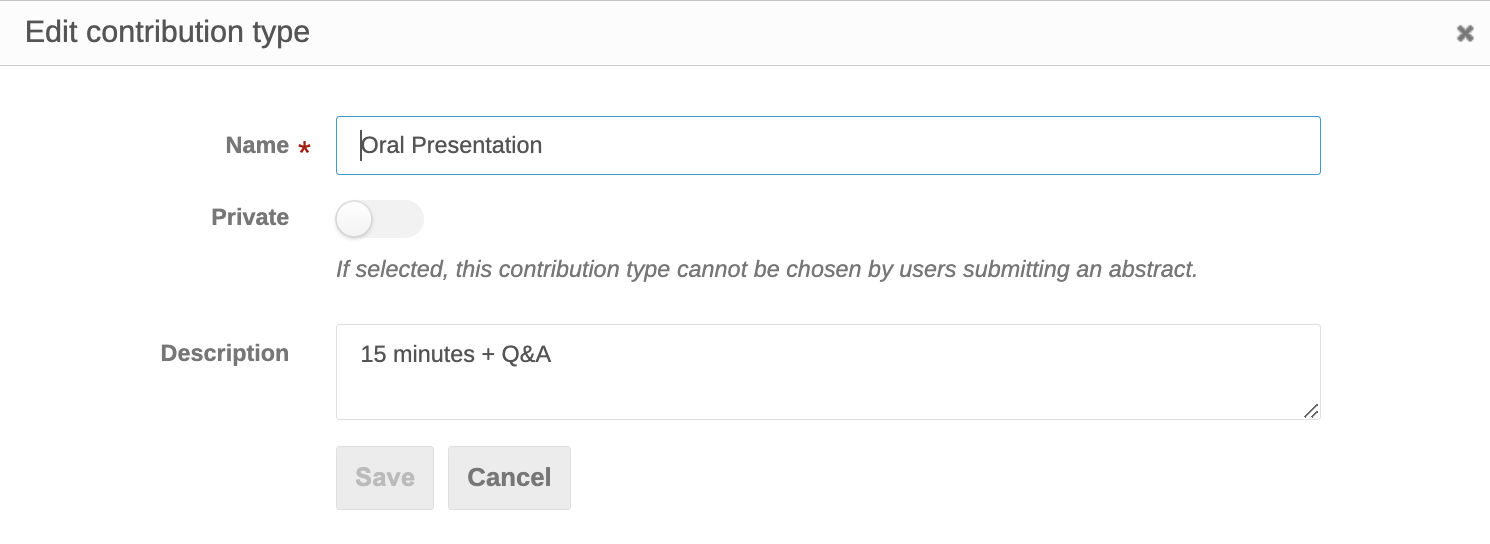 Edit contribution type
Name *
Oral Presentation
Private
If selected, this contribution type cannot be chosen by users submitting an abstract.
Description
15 minutes + Q&A
Save
Cancel